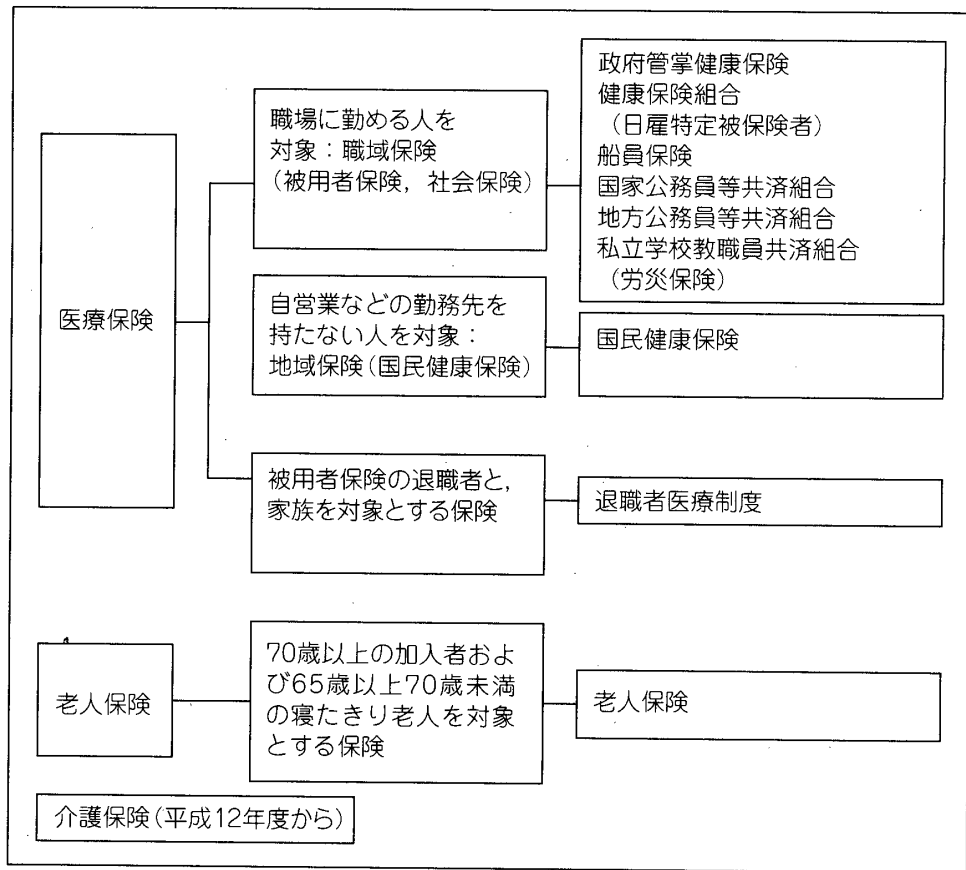 医療保険
職場に勤める人を
対象：職域保険
（被用者保険，社会保険）
政府管掌健康保険
健康保険組合
（日雇特定被保険者）
船員保険
国家公務員等共済組合
地方公務員等共済組合
私立学校教職員共済組合
（労災保険）
自営業などの勤務先を
持たない人を対象：
地域保険（国民健康保険）
国民健康保険
被用者保険の退職者と，
家族を対象とする保険
退職者医療制度
老人保険
70歳以上の加入者およ
び65歳以上70歳未満
の寝たきり老人を対象
とする保険
老人保険
介護保険（平成12年度から）